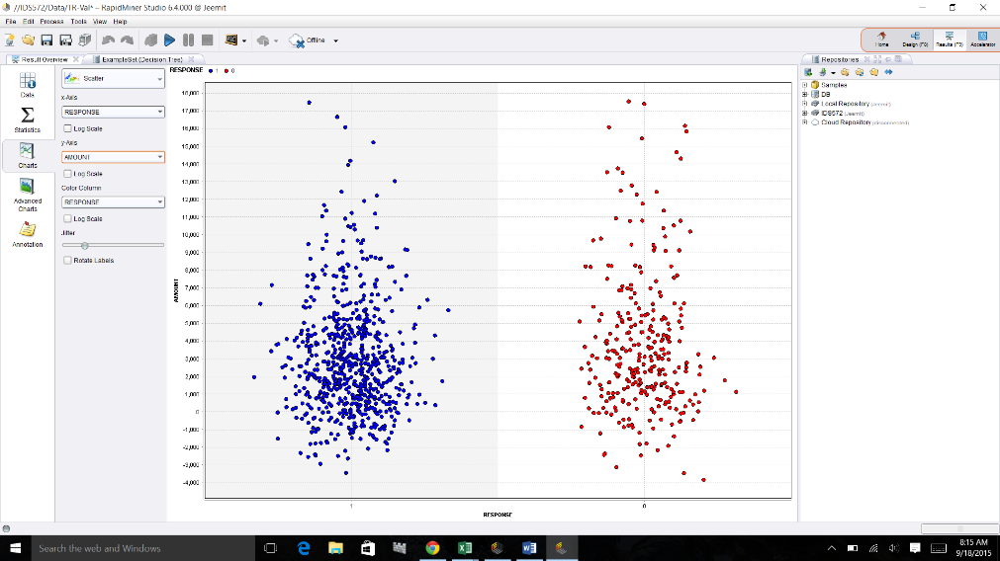 //IDS572/Data/TR-Val* – RapidMiner Studio 6.4.000 @ Jeemit
File Edit Process Tools View Help
Offline
Home Design (F8) Results (F9) Accelerator
Result Overview ExampleSet (Decision Tree) Repositories
Data
Statistics
Charts
Advanced
Charts
Annotation
Scatter
x-Axis
RESPONSE
Log Scale
y-Axis
AMOUNT
Log Scale
Color Column
RESPONSE
Log Scale
Jitter
Rotate Labels
RESPONSE 1 0
18,000
17,000
16,000
15,000
14,000
13,000
12,000
11,000
10,000
9,000
8,000
7,000
6,000
5,000
4,000
3,000
2,000
1,000
0
-1,000
-2,000
-3,000
-4,000
AMOUNT
1 0
RESPONSE
Samples
DB
Local Repository (Jeemit)
IDS572 (Jeemit)
Cloud Repository (disconnected)
Search the web and Windows
8:15 AM
9/18/2015